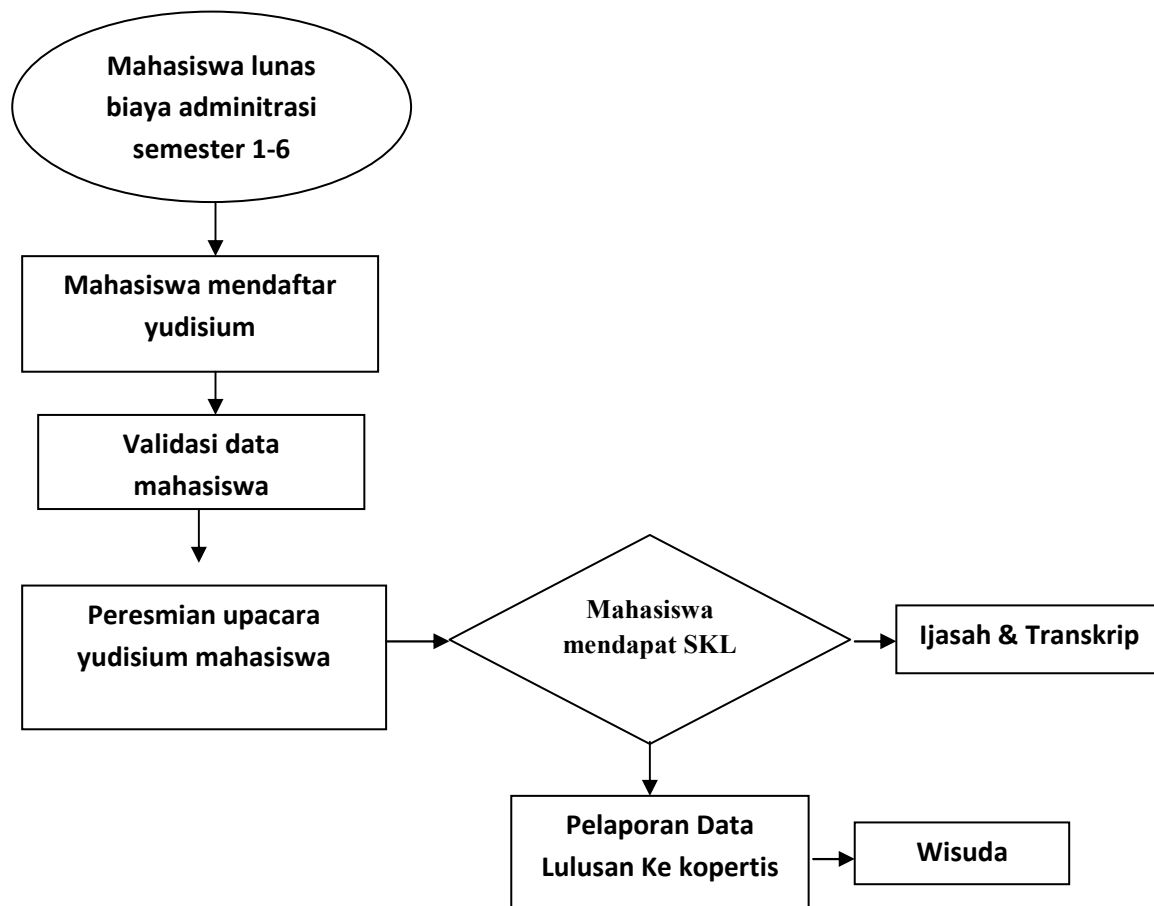 Mahasiswa lunas
biaya adminitrasi
semester 1-6
Mahasiswa mendaftar
yudisium
Validasi data
mahasiswa
Peresmian upacara
yudisium mahasiswa
Mahasiswa
mendapat SKL
Ijasah & Transkrip
Pelaporan Data
Lulusan Ke kopertis
Wisuda